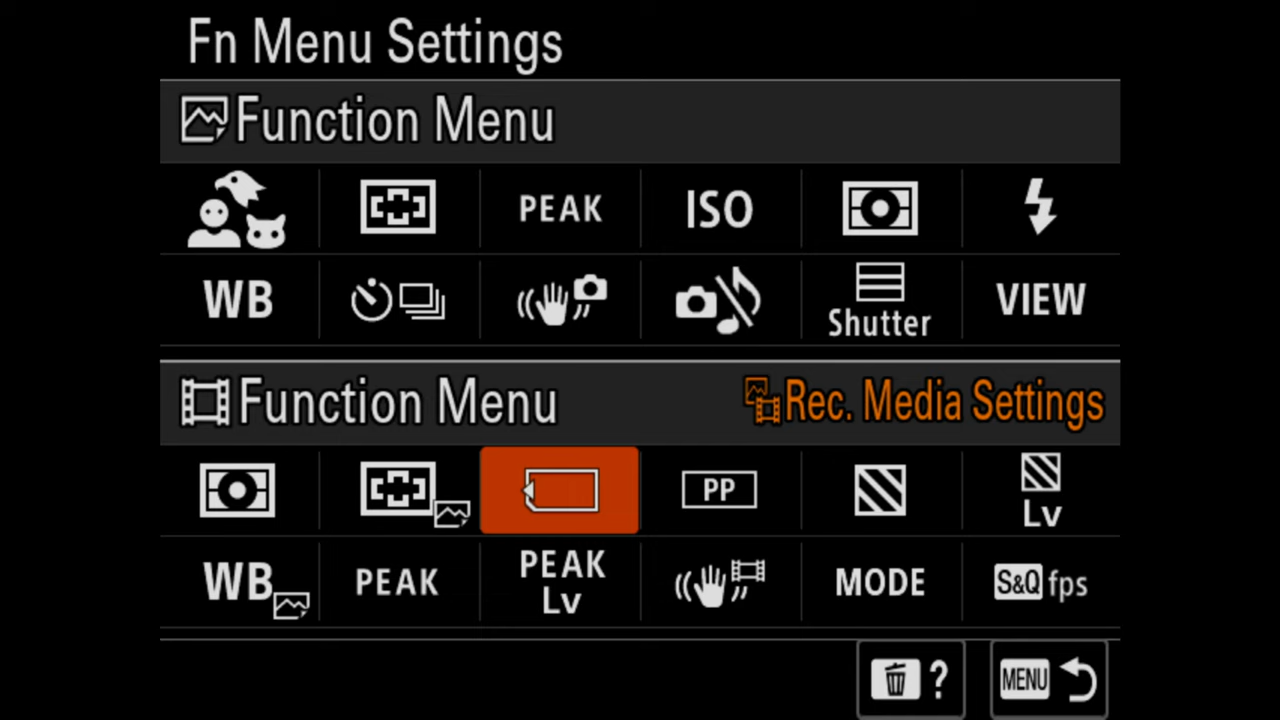 Fn Menu Settings
Function Menu
PEAK ISO
WB Shutter VIEW
Function Menu Rec. Media Settings
PP Lv
WB PEAK PEAK Lv MODE S&Q fps
? MENU